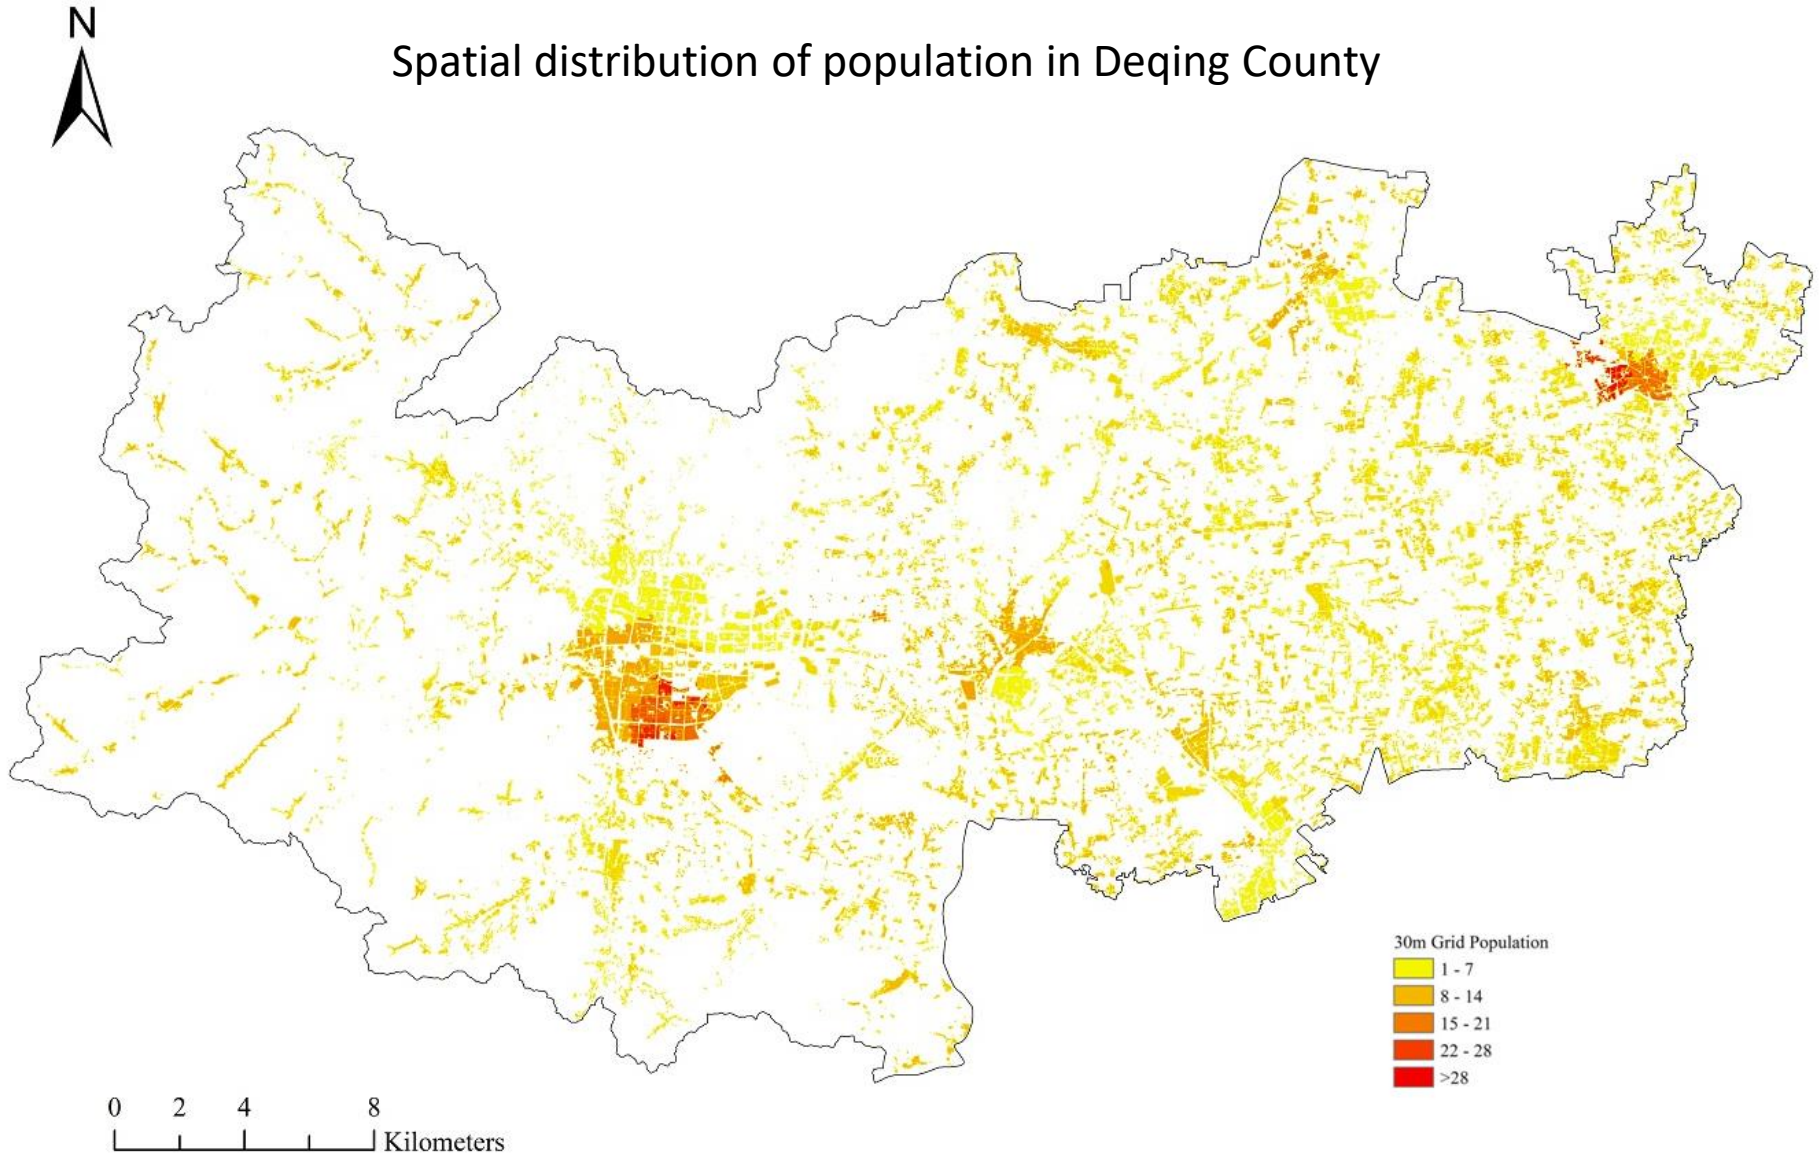 N
Spatial distribution of population in Deqing County
30m Grid Population
1 - 7
8 - 14
15 - 21
22 - 28
>28
0 2 4 8
Kilometers